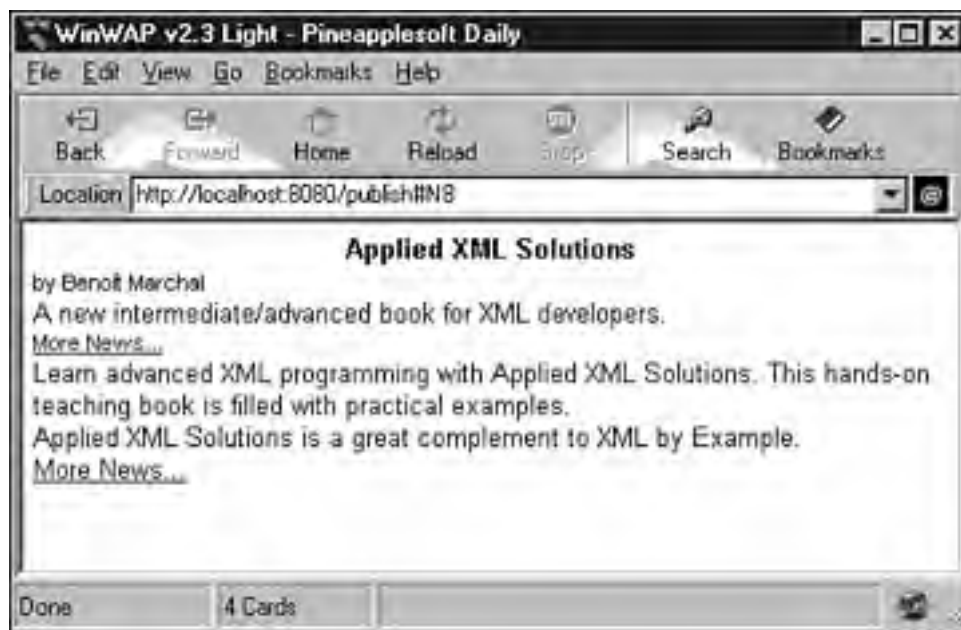 WinWAP v2.3 Light - Pineapplesoft Daily
File Edit View Go Bookmarks Help
Back Forward Home Reload Stop Search Bookmarks
Location http://localhost:8080/publish#N8
Applied XML Solutions
by Benoît Marchal
A new intermediate/advanced book for XML developers.
More News...
Learn advanced XML programming with Applied XML Solutions. This hands-on
teaching book is filled with practical examples.
Applied XML Solutions is a great complement to XML by Example.
More News...
Done 4 Cards